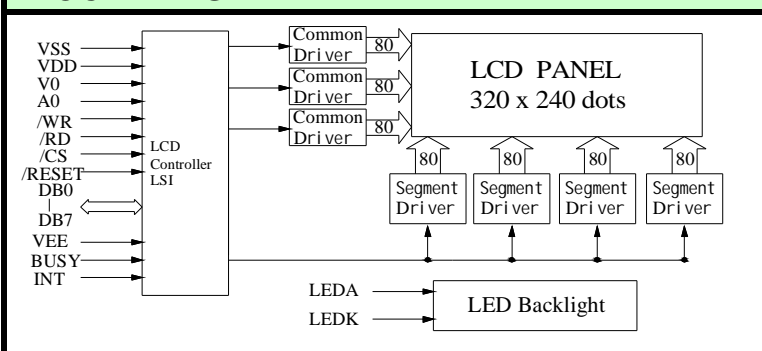 VSS
VDD
V0
A0
/WR
/RD
/CS
/RESET
DB0
|
DB7
VEE
BUSY
INT
LCD
Controller
LSI
Common
Driver
80
Common
Driver
80
Common
Driver
80
LCD PANEL
320 x 240 dots
80
80
80
80
Segment
Driver
Segment
Driver
Segment
Driver
Segment
Driver
LEDA
LEDK
LED Backlight